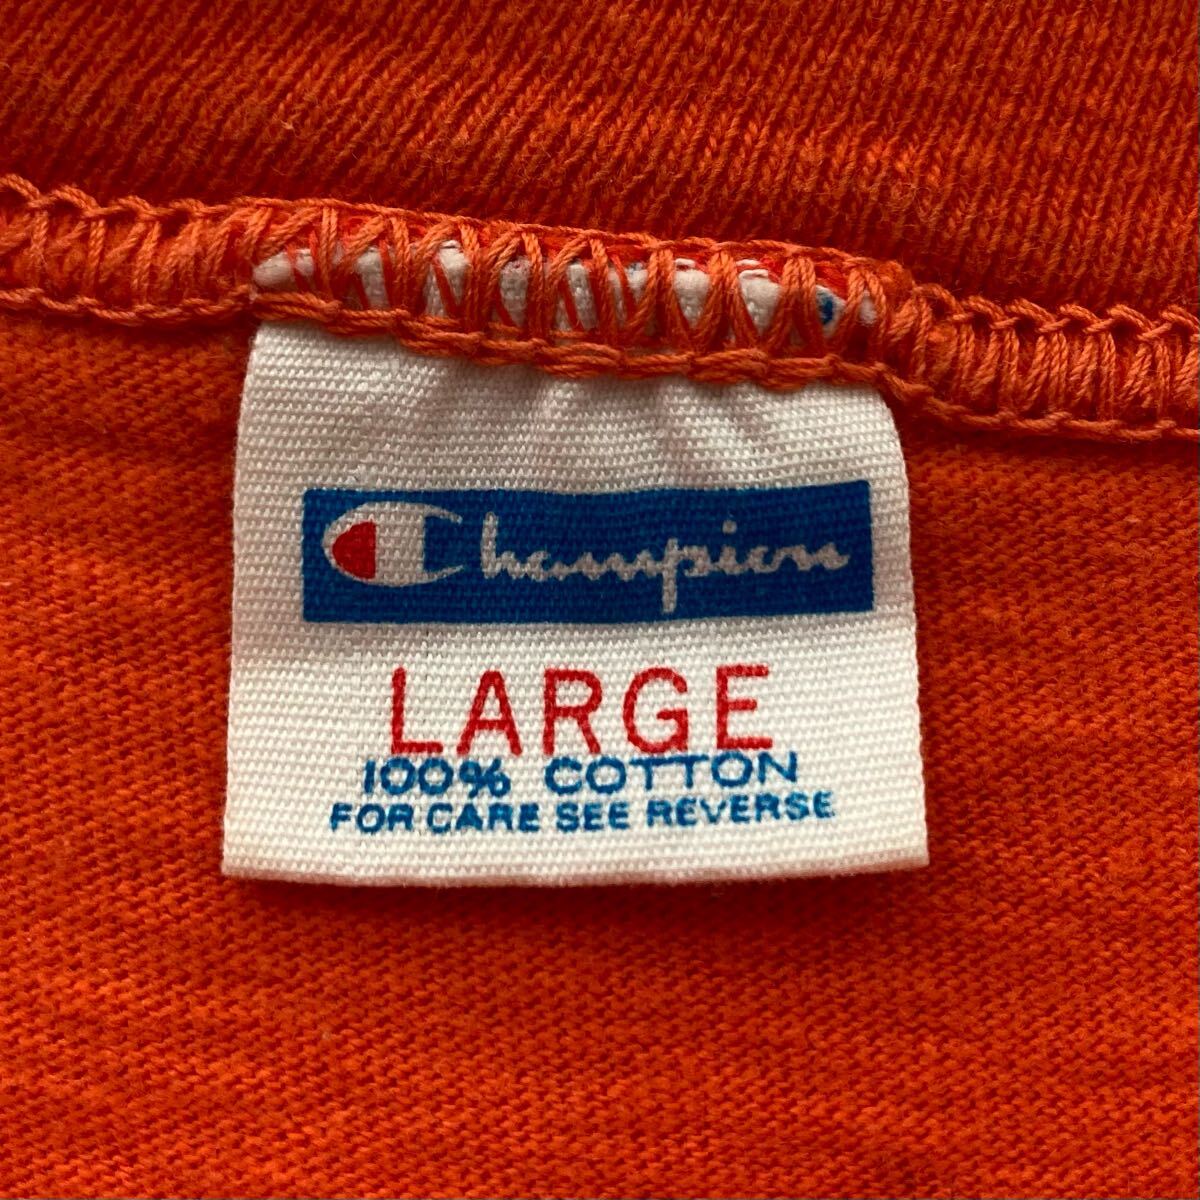 Champion
LARGE
100% COTTON
FOR CARE SEE REVERSE